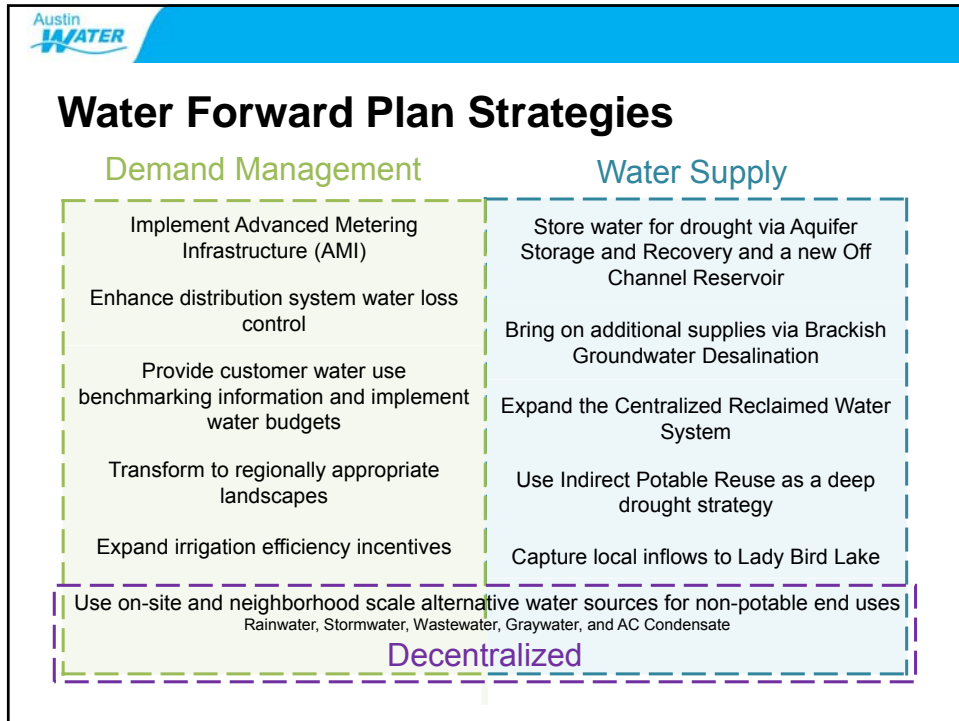 Austin
WATER
Water Forward Plan Strategies
Demand Management
Implement Advanced Metering
Infrastructure (AMI)
Enhance distribution system water loss
control
Provide customer water use
benchmarking information and implement
water budgets
Transform to regionally appropriate
landscapes
Expand irrigation efficiency incentives
Water Supply
Store water for drought via Aquifer
Storage and Recovery and a new Off
Channel Reservoir
Bring on additional supplies via Brackish
Groundwater Desalination
Expand the Centralized Reclaimed Water
System
Use Indirect Potable Reuse as a deep
drought strategy
Capture local inflows to Lady Bird Lake
Use on-site and neighborhood scale alternative water sources for non-potable end uses
Rainwater, Stormwater, Wastewater, Graywater, and AC Condensate
Decentralized